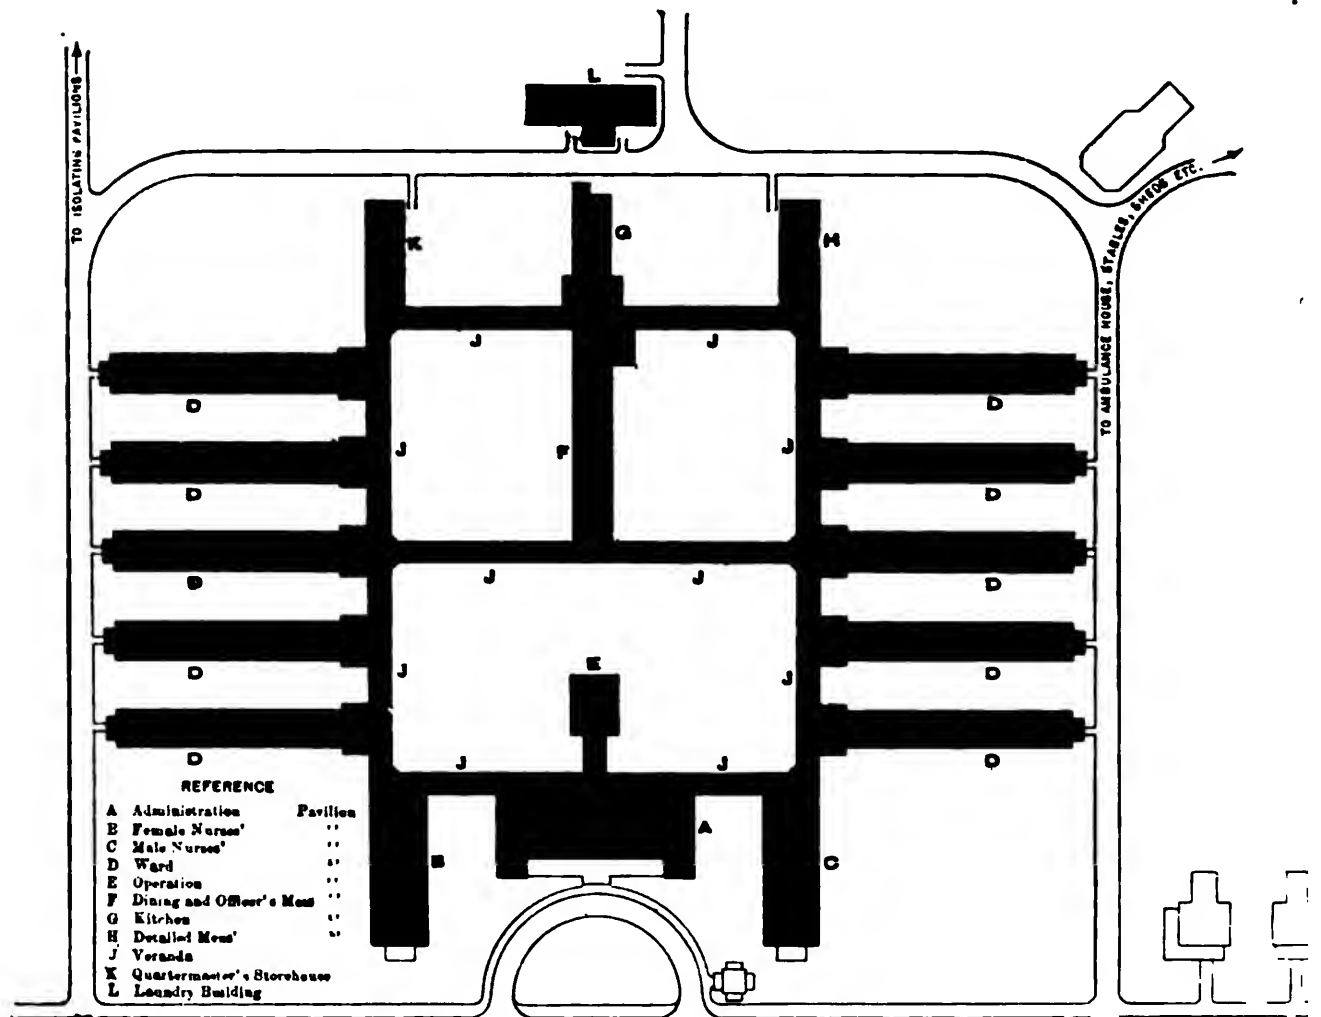 L
TO ISOLATING PAVILIONS
TO AMBULANCE HOUSE, STABLES, SHEDS ETC.
K
G
H
J
J
D
D
J
F
J
D
D
D
J
J
D
D
E
J
J
D
J
J
D
D
A
B
C
REFERENCE
A Administration Pavilion
B Female Nurses' "
C Male Nurses' "
D Ward "
E Operation "
F Dining and Officer's Mess "
G Kitchen "
H Detailed Mens' "
J Veranda
K Quartermaster's Storehouse
L Laundry Building